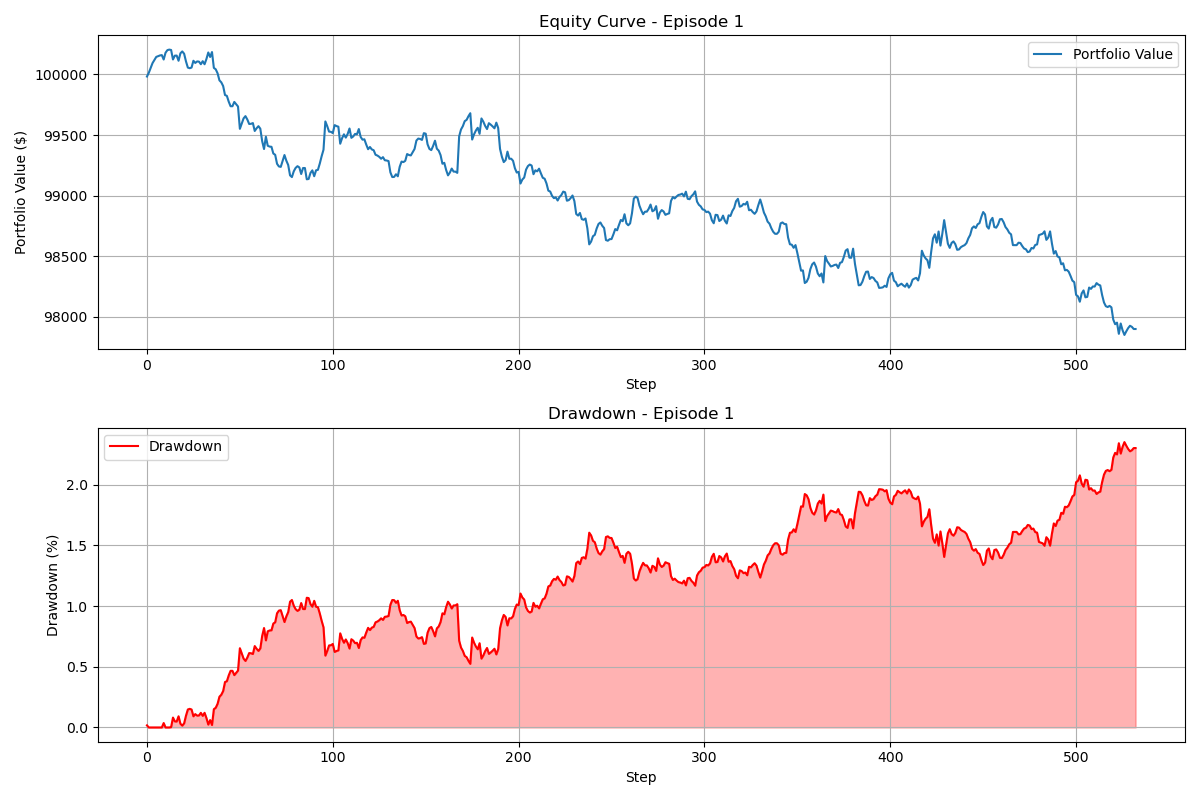 Equity Curve - Episode 1
Portfolio Value ($)
100000
99500
99000
98500
98000
Portfolio Value
0 100 200 300 400 500
Step
Drawdown - Episode 1
Drawdown (%)
2.0
1.5
1.0
0.5
0.0
Drawdown
0 100 200 300 400 500
Step